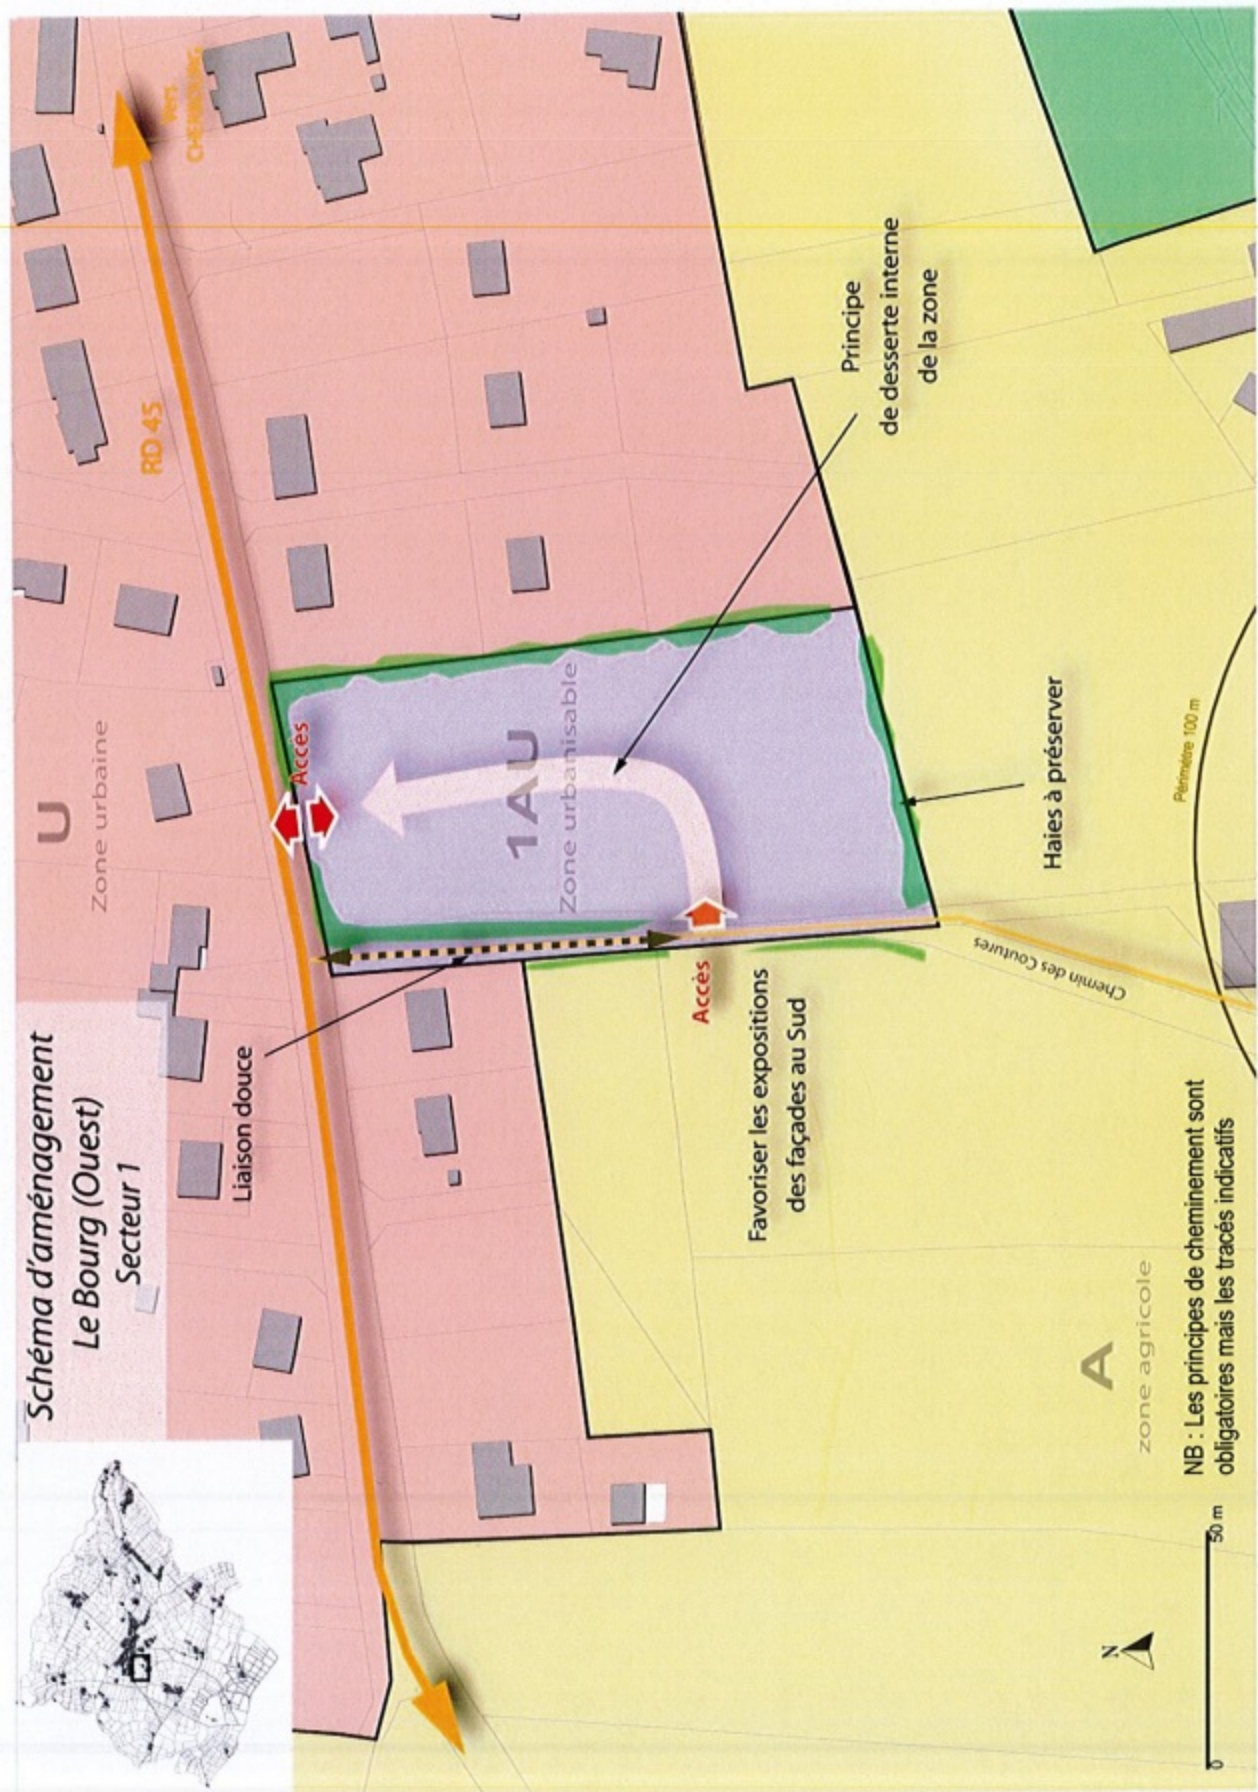 Schéma d'aménagement
Le Bourg (Ouest)
Secteur 1
U
Zone urbaine
RD 45
Vers
CHERBOURG
Liaison douce
Accès
1AU
Zone urbanisable
Principe
de desserte interne
de la zone
Accès
Favoriser les expositions
des façades au Sud
Haies à préserver
Chemin des Coutures
Périmètre 100 m
A
zone agricole
N
0
50 m
NB : Les principes de cheminement sont
obligatoires mais les tracés indicatifs